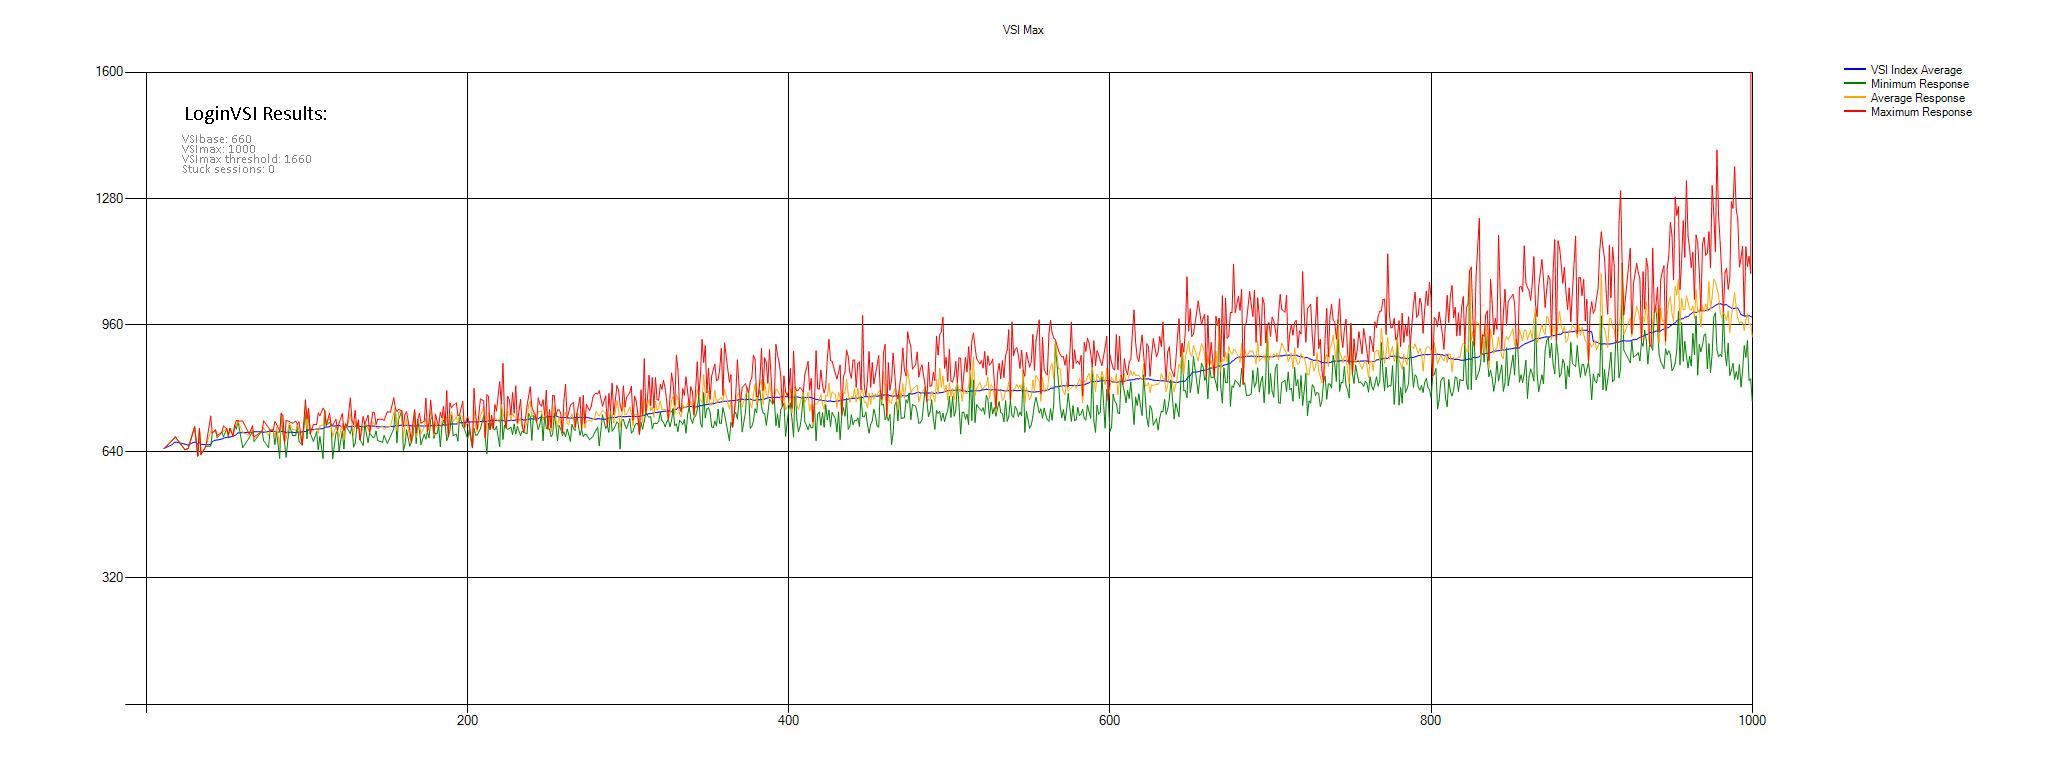 VSI Max
1600
1280
960
640
320
LoginVSI Results:
VSIbase: 660
VSImax: 1000
VSImax threshold: 1660
Stuck sessions: 0
VSI Index Average
Minimum Response
Average Response
Maximum Response
200
400
600
800
1000